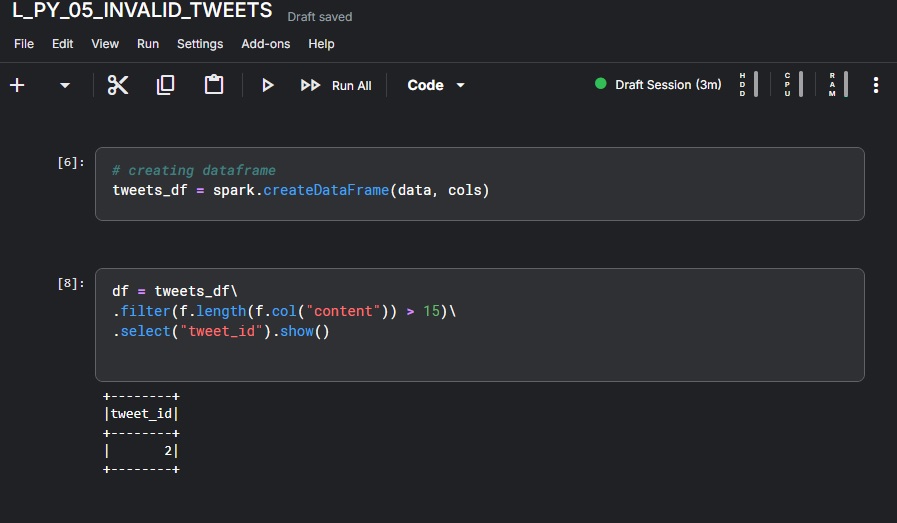 L_PY_05_INVALID_TWEETS Draft saved
File Edit View Run Settings Add-ons Help
Run All Code Draft Session (3m) HDD CPU RAM
[6]:
# creating dataframe
tweets_df = spark.createDataFrame(data, cols)
[8]:
df = tweets_df\
.filter(f.length(f.col("content")) > 15)\
.select("tweet_id").show()
+--------+
|tweet_id|
+--------+
|       2|
+--------+